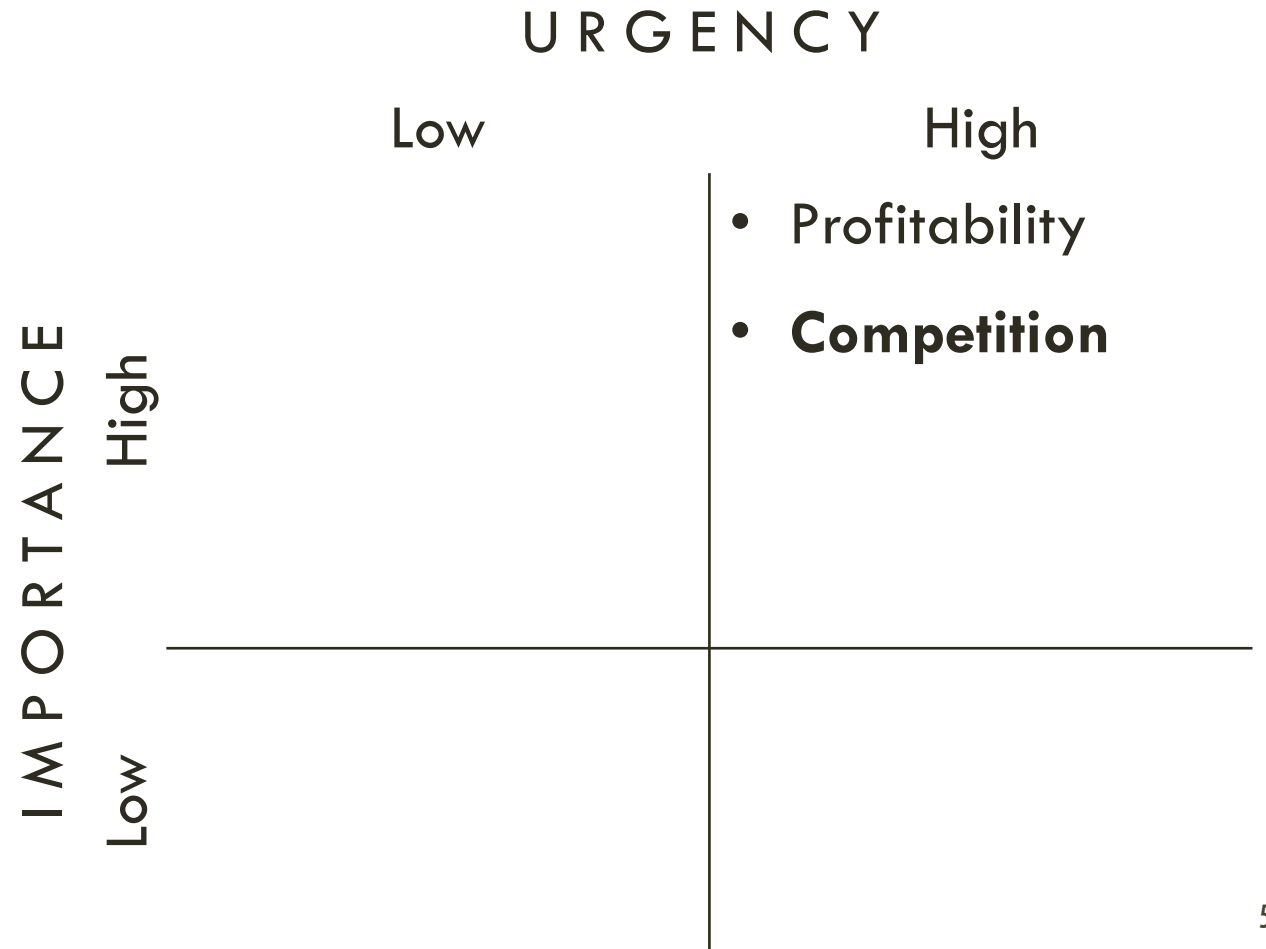 URGENCY
Low High
• Profitability
• Competition
IMPORTANCE
High
Low
5